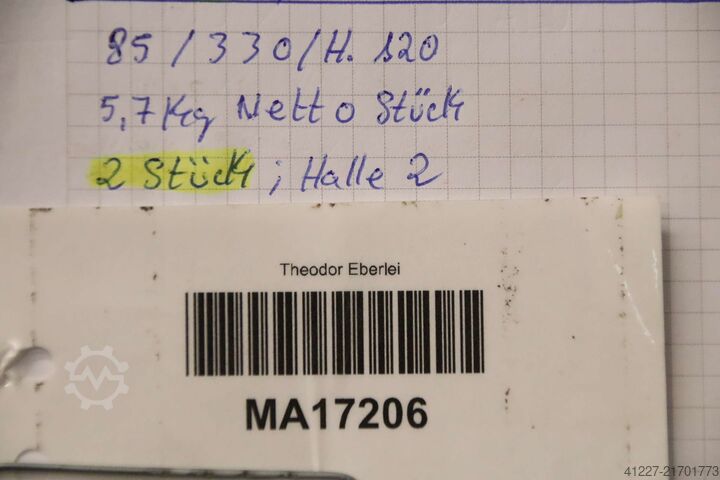 85 / 330 / H. 120
5,7 Kg Netto Stück
2 Stück ; Halle 2
Theodor Eberlei
MA17206
41227-21701773